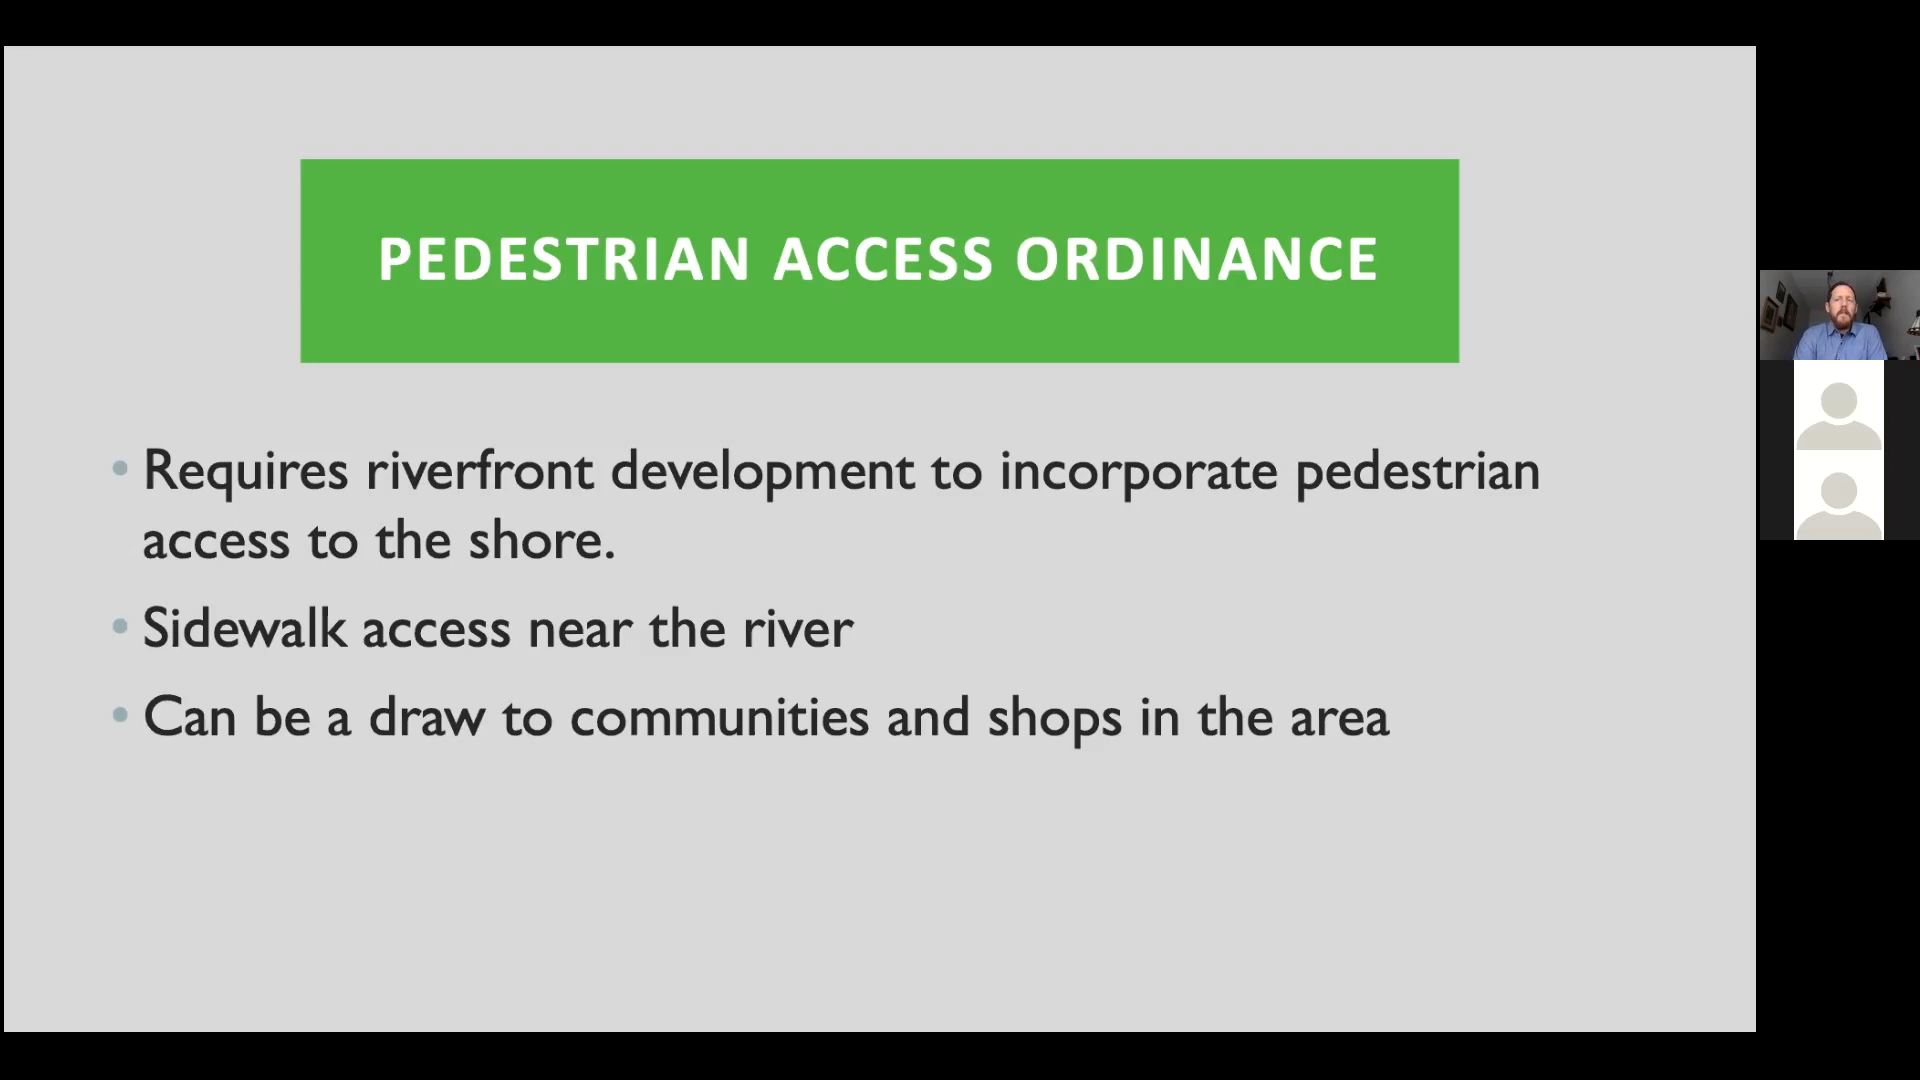 PEDESTRIAN ACCESS ORDINANCE
• Requires riverfront development to incorporate pedestrian
access to the shore.
• Sidewalk access near the river
• Can be a draw to communities and shops in the area